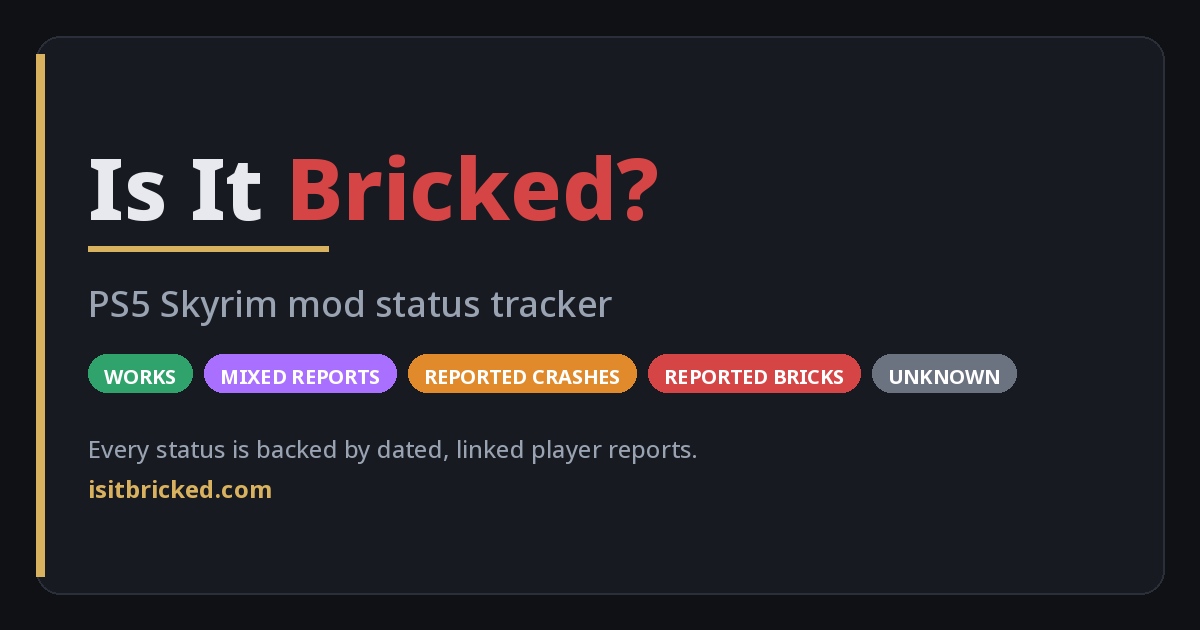 Is It Bricked?
PS5 Skyrim mod status tracker
WORKS MIXED REPORTS REPORTED CRASHES REPORTED BRICKS UNKNOWN
Every status is backed by dated, linked player reports.
isitbricked.com